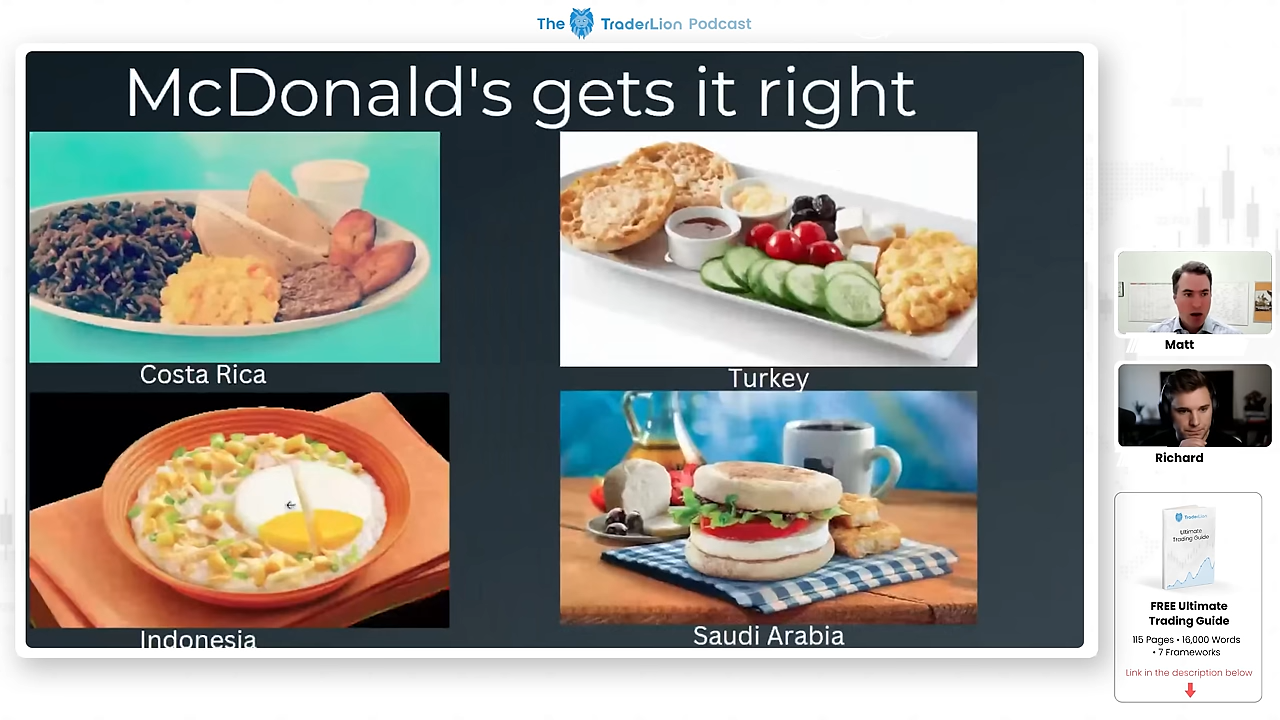 The TraderLion Podcast
McDonald's gets it right
Costa Rica
Turkey
Indonesia
Saudi Arabia
Matt
Richard
TraderLion
Ultimate
Trading Guide
FREE Ultimate
Trading Guide
115 Pages • 16,000 Words
• 7 Frameworks
Link in the description below